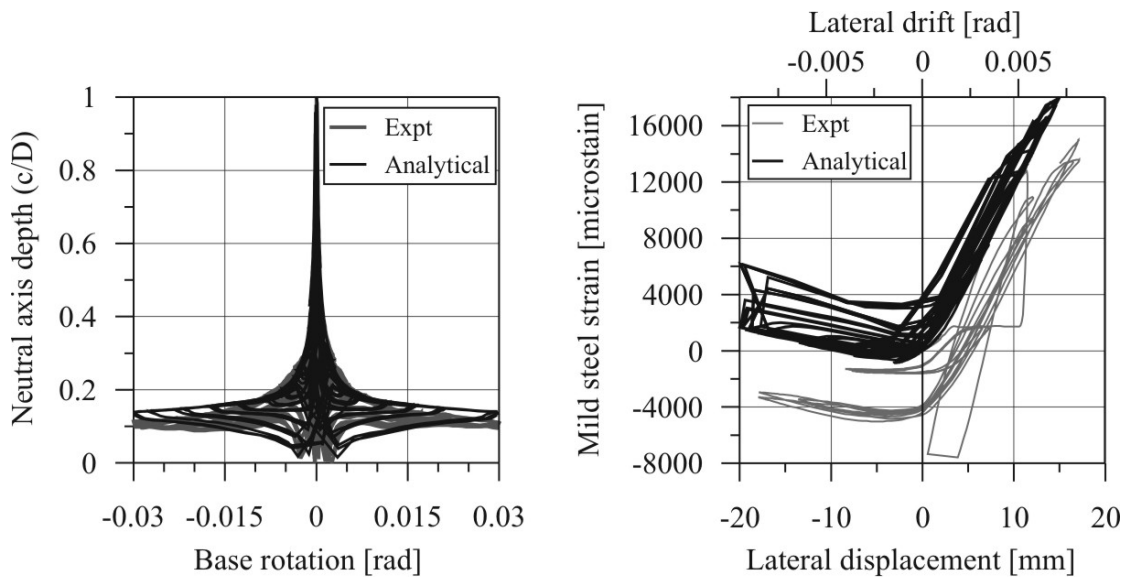 1
0.8
0.6
0.4
0.2
0
Neutral axis depth (c/D)
Expt
Analytical
-0.03 -0.015 0 0.015 0.03
Base rotation [rad]
Lateral drift [rad]
-0.005 0 0.005
16000
12000
8000
4000
0
-4000
-8000
Mild steel strain [microstain]
Expt
Analytical
-20 -10 0 10 20
Lateral displacement [mm]